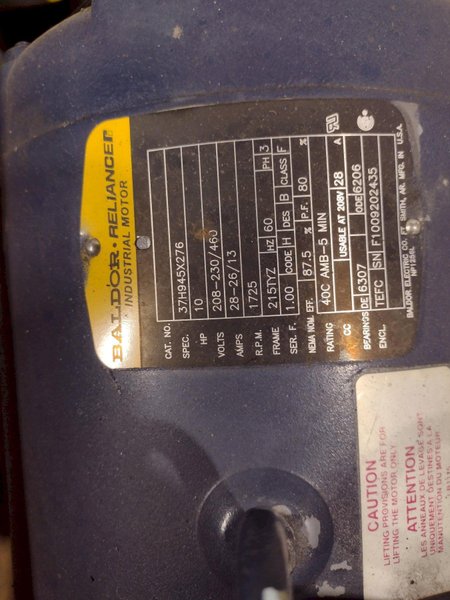 BALDOR • RELIANCER
INDUSTRIAL MOTOR
CAT. NO.
SPEC. 37H945X276
HP 10
VOLTS 208-230/460
AMPS 28-26/13
R.P.M. 1725
FRAME 215TYZ HZ 60 PH 3
SER. F. 1.00 CODE H DES B CLASS F
NEMA NOM. EFF. 87.5 % P.F. 80 %
RATING 40C AMB-5 MIN
CC USABLE AT 208V 28 A
BEARINGS DE 6307 ODE 6206
ENCL. TEFC SN F1009202435
BALDOR ELECTRIC CO. FT. SMITH, AR. MFG. IN U.S.A.
NP1256L
CAUTION
LIFTING PROVISIONS ARE FOR
LIFTING THE MOTOR ONLY.
ATTENTION
LES ANNEAUX DE LEVAGE SONT
UNIQUEMENT DESTINES A LA
MANUTENTION DU MOTEUR